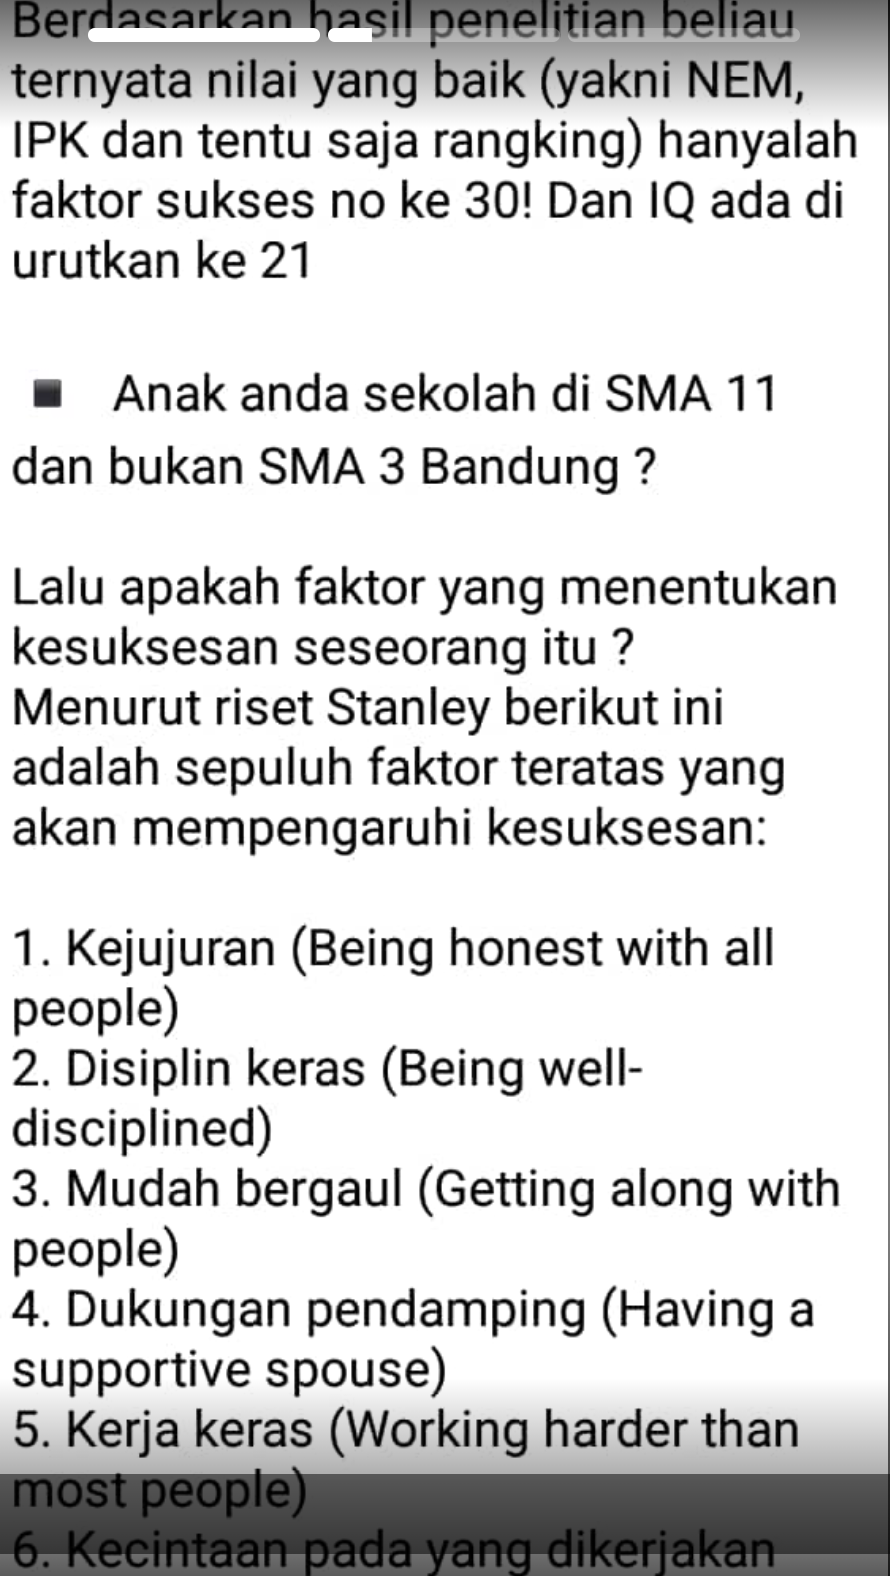 Berdasarkan hasil penelitian beliau
ternyata nilai yang baik (yakni NEM,
IPK dan tentu saja rangking) hanyalah
faktor sukses no ke 30! Dan IQ ada di
urutkan ke 21
Anak anda sekolah di SMA 11
dan bukan SMA 3 Bandung ?
Lalu apakah faktor yang menentukan
kesuksesan seseorang itu ?
Menurut riset Stanley berikut ini
adalah sepuluh faktor teratas yang
akan mempengaruhi kesuksesan:
1. Kejujuran (Being honest with all
people)
2. Disiplin keras (Being well-
disciplined)
3. Mudah bergaul (Getting along with
people)
4. Dukungan pendamping (Having a
supportive spouse)
5. Kerja keras (Working harder than
most people)
6. Kecintaan pada yang dikerjakan